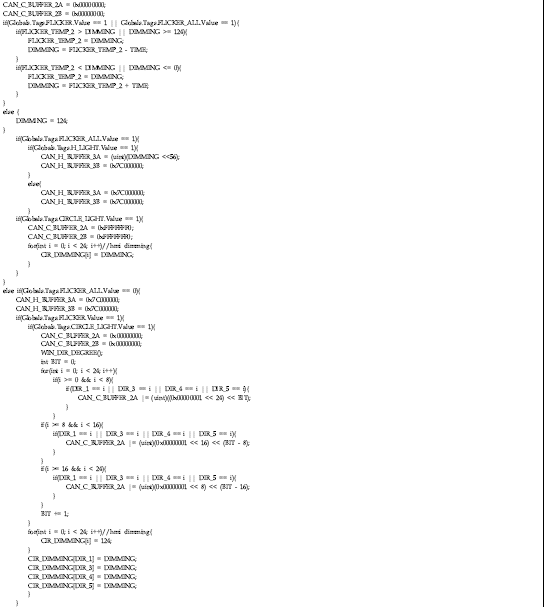 CAN_C_BUFFER_2A = 0x00000000;
CAN_C_BUFFER_2B = 0x00000000;
if(Globals.Tags.FLICKER.Value == 1 || Globals.Tags.FLICKER_ALL.Value == 1){
if(FLICKER_TEMP_2 > DIMMING || DIMMING >= 124){
FLICKER_TEMP_2 = DIMMING;
DIMMING = FLICKER_TEMP_2 - TIME;
}
if(FLICKER_TEMP_2 < DIMMING || DIMMING <= 0){
FLICKER_TEMP_2 = DIMMING;
DIMMING = FLICKER_TEMP_2 + TIME;
}
}
else {
DIMMING = 124;
}
if(Globals.Tags.FLICKER_ALL.Value == 1){
if(Globals.Tags.H_LIGHT.Value == 1){
CAN_H_BUFFER_3A = (uint)(DIMMING <<56);
CAN_H_BUFFER_3B = 0x7C000000;
}
else{
CAN_H_BUFFER_3A = 0x7C000000;
CAN_H_BUFFER_3B = 0x7C000000;
}
if(Globals.Tags.CIRCLE_LIGHT.Value == 1){
CAN_C_BUFFER_2A = 0xFFFFFFF0;
CAN_C_BUFFER_2B = 0xFFFFFFF0;
for(int i = 0; i < 24; i++)//hmi dimming{
CIR_DIMMING[i] = DIMMING;
}
}
}
else if(Globals.Tags.FLICKER_ALL.Value == 0){
CAN_H_BUFFER_3A = 0x7C000000;
CAN_H_BUFFER_3B = 0x7C000000;
if(Globals.Tags.FLICKER.Value == 1){
if(Globals.Tags.CIRCLE_LIGHT.Value == 1){
CAN_C_BUFFER_2A = 0x00000000;
CAN_C_BUFFER_2B = 0x00000000;
WIN_DIR_DEGREE();
int BIT = 0;
for(int i = 0; i < 24; i++){
if(i >= 0 && i < 8){
if(DIR_1 == i || DIR_3 == i || DIR_4 == i || DIR_5 == i){
CAN_C_BUFFER_2A |= (uint)((0x00000001 << 24) << BIT);
}
}
if(i >= 8 && i < 16){
if(DIR_1 == i || DIR_3 == i || DIR_4 == i || DIR_5 == i){
CAN_C_BUFFER_2A |= (uint)(0x00000001 << 16) << (BIT - 8);
}
}
if(i >= 16 && i < 24){
if(DIR_1 == i || DIR_3 == i || DIR_4 == i || DIR_5 == i){
CAN_C_BUFFER_2A |= (uint)(0x00000001 << 8) << (BIT - 16);
}
}
BIT += 1;
}
for(int i = 0; i < 24; i++)//hmi dimming{
CIR_DIMMING[i] = 124;
}
CIR_DIMMING[DIR_1] = DIMMING;
CIR_DIMMING[DIR_3] = DIMMING;
CIR_DIMMING[DIR_4] = DIMMING;
CIR_DIMMING[DIR_5] = DIMMING;
}
}